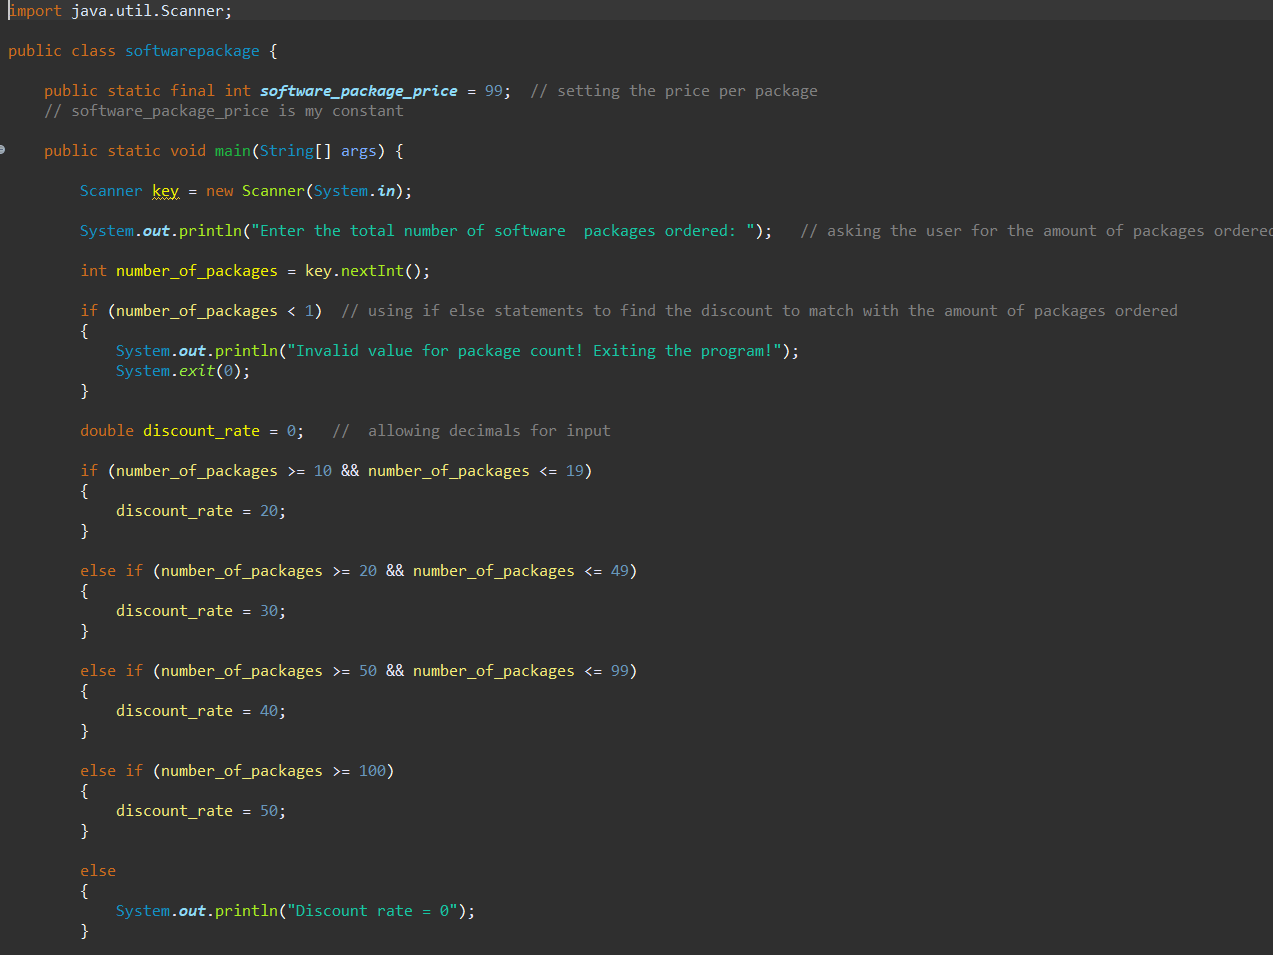 import java.util.Scanner;
public class softwarepackage {
public static final int software_package_price = 99;  // setting the price per package
// software_package_price is my constant
public static void main(String[] args) {
Scanner key = new Scanner(System.in);
System.out.println("Enter the total number of software  packages ordered: ");   // asking the user for the amount of packages ordered
int number_of_packages = key.nextInt();
if (number_of_packages < 1)  // using if else statements to find the discount to match with the amount of packages ordered
{
System.out.println("Invalid value for package count! Exiting the program!");
System.exit(0);
}
double discount_rate = 0;   //  allowing decimals for input
if (number_of_packages >= 10 && number_of_packages <= 19)
{
discount_rate = 20;
}
else if (number_of_packages >= 20 && number_of_packages <= 49)
{
discount_rate = 30;
}
else if (number_of_packages >= 50 && number_of_packages <= 99)
{
discount_rate = 40;
}
else if (number_of_packages >= 100)
{
discount_rate = 50;
}
else
{
System.out.println("Discount rate = 0");
}